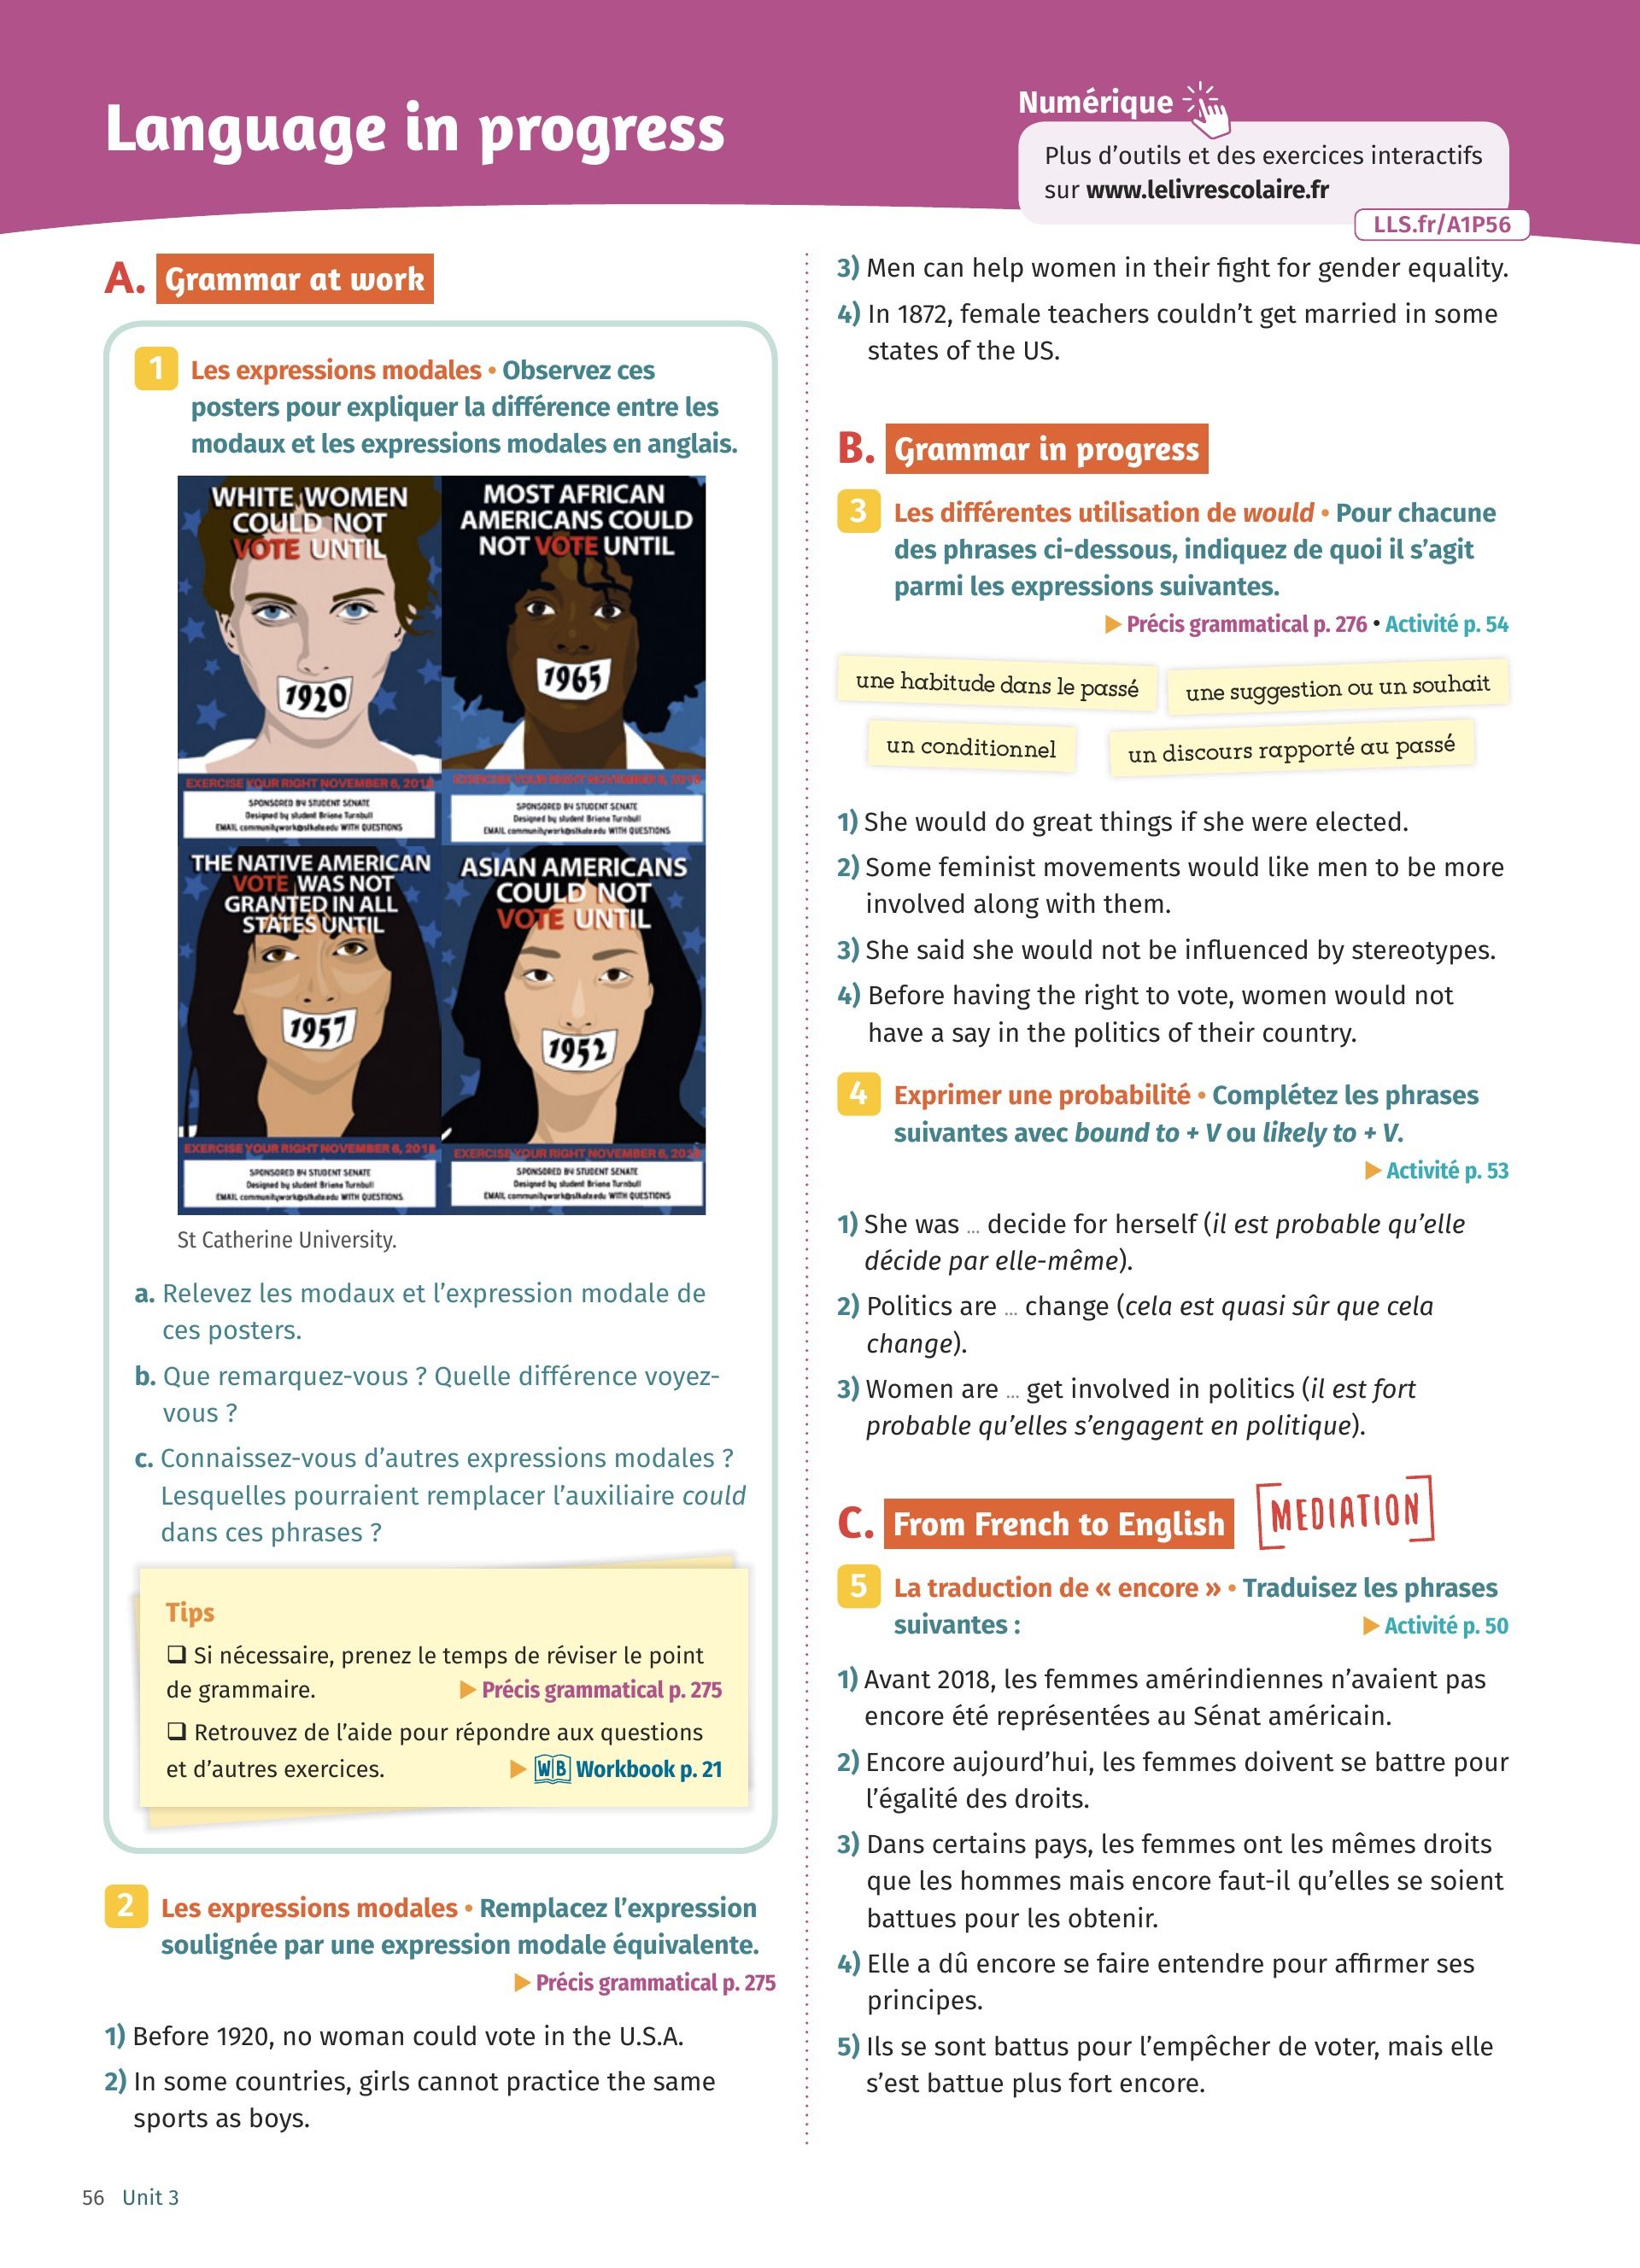 Language in progress
Numérique
Plus d'outils et des exercices interactifs
sur www.lelivrescolaire.fr
LLS.fr/A1P56
A. Grammar at work
1 Les expressions modales • Observez ces
posters pour expliquer la différence entre les
modaux et les expressions modales en anglais.
WHITE WOMEN
COULD NOT
VOTE UNTIL
1920
EXERCISE YOUR RIGHT NOVEMBER 6, 2018
SPONSORED BY STUDENT SENATE
Designed by student Briana Turnbull
EMAIL communitywork@stkate.edu WITH QUESTIONS
MOST AFRICAN
AMERICANS COULD
NOT VOTE UNTIL
1965
EXERCISE YOUR RIGHT NOVEMBER 6, 2018
SPONSORED BY STUDENT SENATE
Designed by student Briana Turnbull
EMAIL communitywork@stkate.edu WITH QUESTIONS
THE NATIVE AMERICAN
VOTE WAS NOT
GRANTED IN ALL
STATES UNTIL
1957
EXERCISE YOUR RIGHT NOVEMBER 6, 2018
SPONSORED BY STUDENT SENATE
Designed by student Briana Turnbull
EMAIL communitywork@stkate.edu WITH QUESTIONS
ASIAN AMERICANS
COULD NOT
VOTE UNTIL
1952
EXERCISE YOUR RIGHT NOVEMBER 6, 2018
SPONSORED BY STUDENT SENATE
Designed by student Briana Turnbull
EMAIL communitywork@stkate.edu WITH QUESTIONS
St Catherine University.
a. Relevez les modaux et l'expression modale de
ces posters.
b. Que remarquez-vous ? Quelle différence voyez-
vous ?
c. Connaissez-vous d'autres expressions modales ?
Lesquelles pourraient remplacer l'auxiliaire could
dans ces phrases ?
Tips
❑ Si nécessaire, prenez le temps de réviser le point
de grammaire. ▶ Précis grammatical p. 275
❑ Retrouvez de l'aide pour répondre aux questions
et d'autres exercices. ▶ WB Workbook p. 21
2 Les expressions modales • Remplacez l'expression
soulignée par une expression modale équivalente.
▶ Précis grammatical p. 275
1) Before 1920, no woman could vote in the U.S.A.
2) In some countries, girls cannot practice the same
sports as boys.
3) Men can help women in their fight for gender equality.
4) In 1872, female teachers couldn't get married in some
states of the US.
B. Grammar in progress
3 Les différentes utilisation de would • Pour chacune
des phrases ci-dessous, indiquez de quoi il s'agit
parmi les expressions suivantes.
▶ Précis grammatical p. 276 • Activité p. 54
une habitude dans le passé
une suggestion ou un souhait
un conditionnel
un discours rapporté au passé
1) She would do great things if she were elected.
2) Some feminist movements would like men to be more
involved along with them.
3) She said she would not be influenced by stereotypes.
4) Before having the right to vote, women would not
have a say in the politics of their country.
4 Exprimer une probabilité • Complétez les phrases
suivantes avec bound to + V ou likely to + V.
▶ Activité p. 53
1) She was ... decide for herself (il est probable qu'elle
décide par elle-même).
2) Politics are ... change (cela est quasi sûr que cela
change).
3) Women are ... get involved in politics (il est fort
probable qu'elles s'engagent en politique).
C. From French to English [MEDIATION]
5 La traduction de « encore » • Traduisez les phrases
suivantes : ▶ Activité p. 50
1) Avant 2018, les femmes amérindiennes n'avaient pas
encore été représentées au Sénat américain.
2) Encore aujourd'hui, les femmes doivent se battre pour
l'égalité des droits.
3) Dans certains pays, les femmes ont les mêmes droits
que les hommes mais encore faut-il qu'elles se soient
battues pour les obtenir.
4) Elle a dû encore se faire entendre pour affirmer ses
principes.
5) Ils se sont battus pour l'empêcher de voter, mais elle
s'est battue plus fort encore.
56 Unit 3